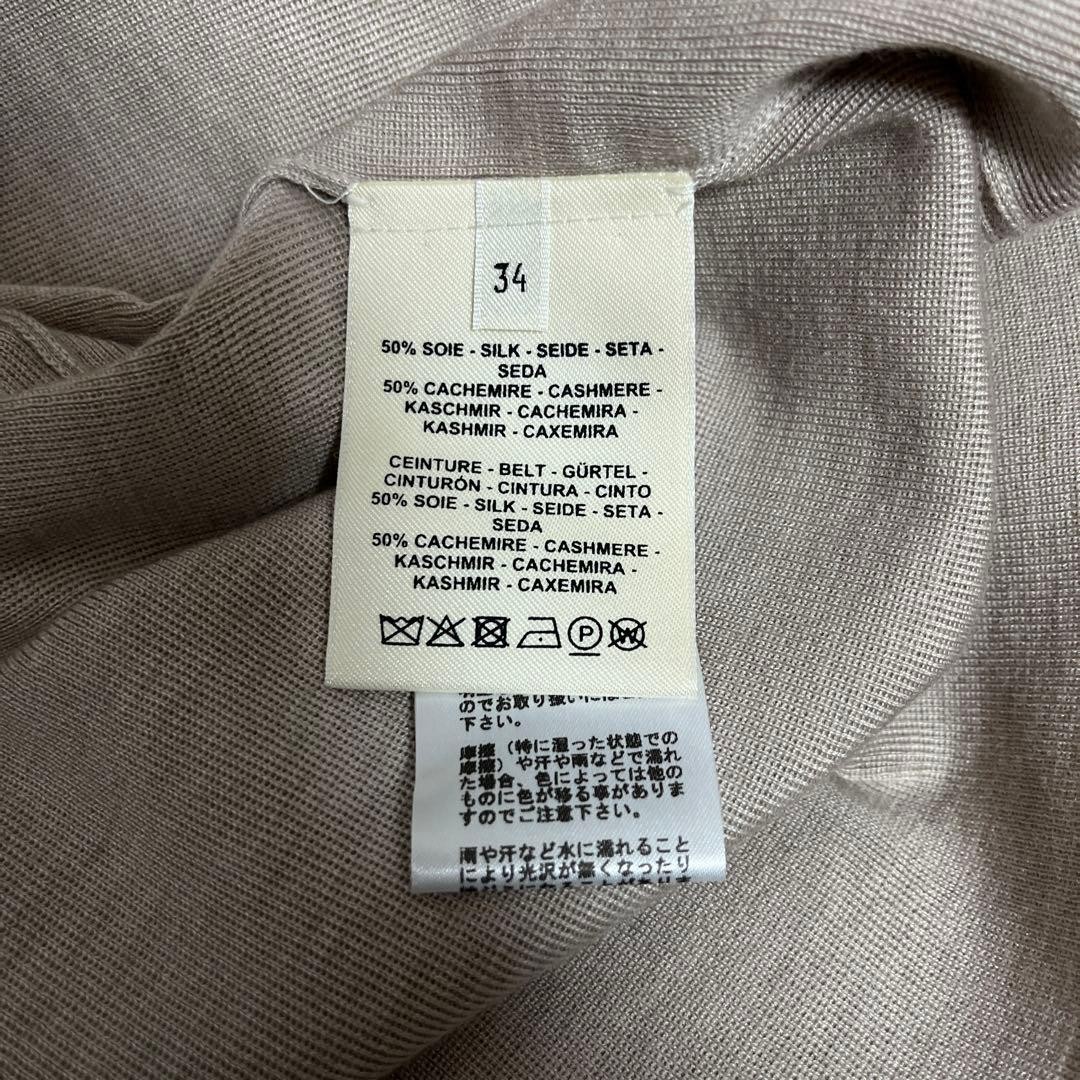 34
50% SOIE - SILK - SEIDE - SETA -
SEDA
50% CACHEMIRE - CASHMERE -
KASCHMIR - CACHEMIRA -
KASHMIR - CAXEMIRA
CEINTURE - BELT - GÜRTEL -
CINTURÓN - CINTURA - CINTO
50% SOIE - SILK - SEIDE - SETA -
SEDA
50% CACHEMIRE - CASHMERE -
KASCHMIR - CACHEMIRA -
KASHMIR - CAXEMIRA
P
W
のでお取り扱いには
下さい。
摩擦（特に湿った状態での
摩擦）や汗や雨などで濡れ
た場合、色によっては他の
ものに色が移る事がありま
すのでご注意下さい。
雨や汗など水に濡れること
により光沢が無くなったり